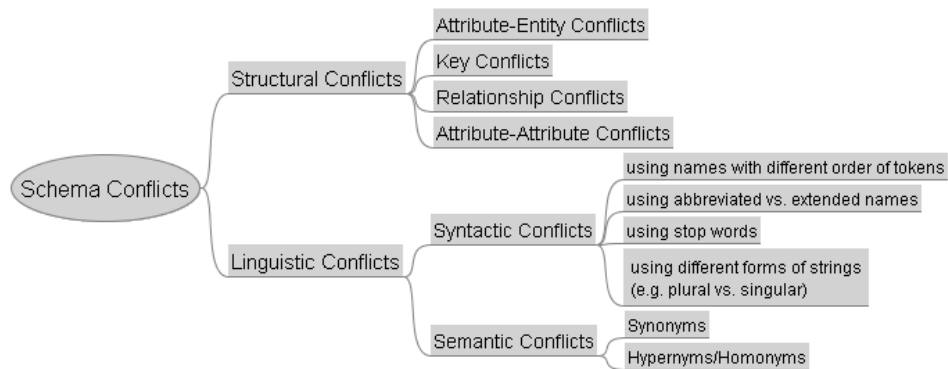 Schema Conflicts
Structural Conflicts
Attribute-Entity Conflicts
Key Conflicts
Relationship Conflicts
Attribute-Attribute Conflicts
Linguistic Conflicts
Syntactic Conflicts
using names with different order of tokens
using abbreviated vs. extended names
using stop words
using different forms of strings
(e.g. plural vs. singular)
Semantic Conflicts
Synonyms
Hypernyms/Homonyms